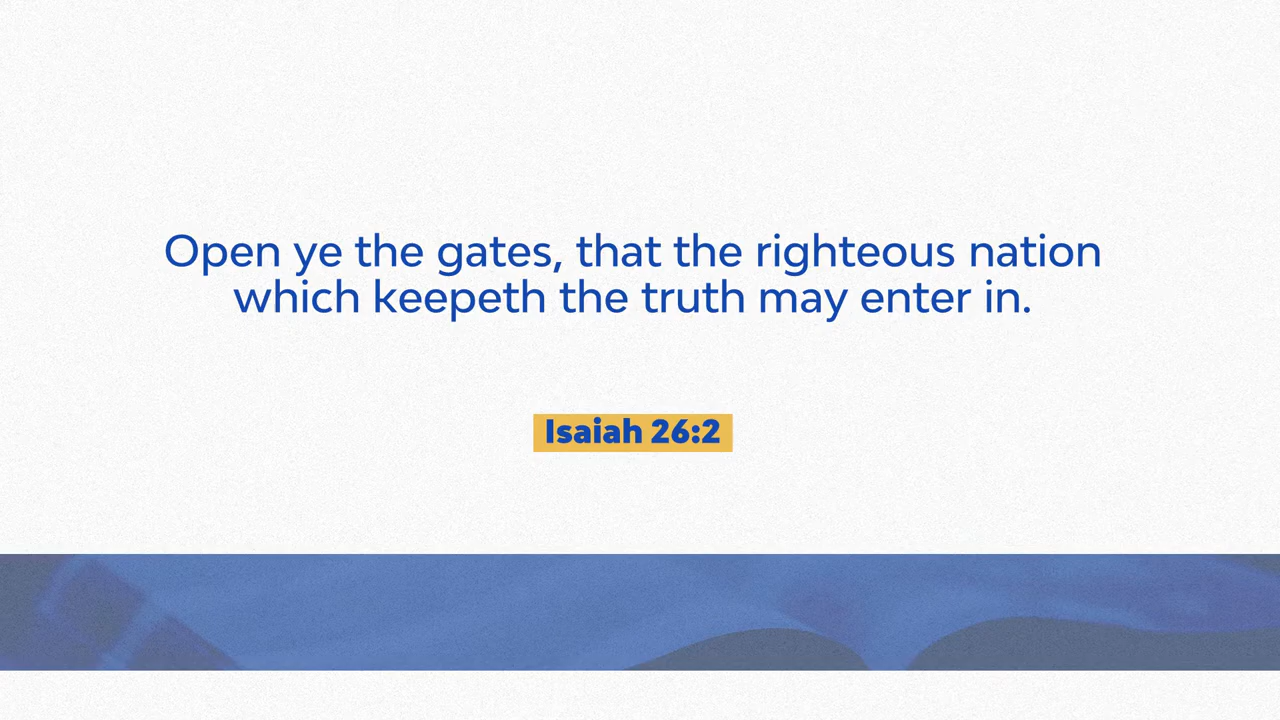 Open ye the gates, that the righteous nation
which keepeth the truth may enter in.
Isaiah 26:2